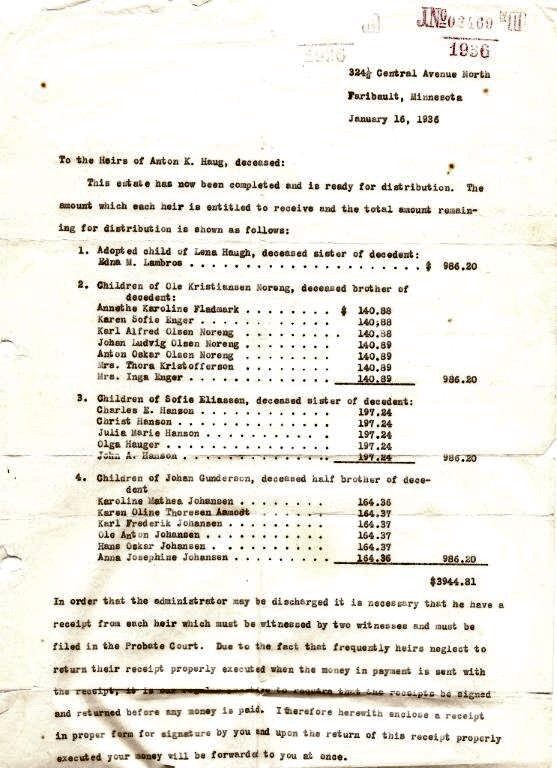 No 02469
1936
1936
324½ Central Avenue North
Faribault, Minnesota
January 16, 1936
To the Heirs of Anton K. Haug, deceased:
This estate has now been completed and is ready for distribution. The
amount which each heir is entitled to receive and the total amount remain-
ing for distribution is shown as follows:
1. Adopted child of Lena Haugh, deceased sister of decedent:
Edna M. Lambros . . . . . . . . . . . . . . . . . . . . . . . . $ 986.20
2. Children of Ole Kristiansen Noreng, deceased brother of
decedent:
Annethe Karoline Fladmark . . . . . . . . $ 140.88
Karen Sofie Enger . . . . . . . . . . . . 140.88
Karl Alfred Olsen Noreng . . . . . . . . . 140.88
Johan Ludvig Olsen Noreng . . . . . . . . 140.89
Anton Oskar Olsen Noreng . . . . . . . . . 140.89
Mrs. Thora Kristofferson . . . . . . . . . 140.89
Mrs. Inga Enger . . . . . . . . . . . . . 140.89 986.20
3. Children of Sofie Eliassen, deceased sister of decedent:
Charles E. Hanson . . . . . . . . . . . . 197.24
Christ Hanson . . . . . . . . . . . . . . 197.24
Julia Marie Hanson . . . . . . . . . . . . 197.24
Olga Hauger . . . . . . . . . . . . . . . 197.24
John A. Hanson . . . . . . . . . . . . . . 197.24 986.20
4. Children of Johan Gunderson, deceased half brother of dece-
dent
Karoline Mathea Johansen . . . . . . . . . 164.36
Karen Oline Thoresen Aamodt . . . . . . . 164.37
Karl Frederik Johansen . . . . . . . . . . 164.37
Ole Anton Johansen . . . . . . . . . . . . 164.37
Hans Oskar Johansen . . . . . . . . . . . 164.37
Anna Josephine Johansen . . . . . . . . . 164.36 986.20
$3944.81
In order that the administrator may be discharged it is necessary that he have a
receipt from each heir which must be witnessed by two witnesses and must be
filed in the Probate Court. Due to the fact that frequently heirs neglect to
return their receipt properly executed when the money in payment is sent with
the receipt, it is our to require that the receipts be signed
and returned before any money is paid. I therefore herewith enclose a receipt
in proper form for signature by you and upon the return of this receipt properly
executed your money will be forwarded to you at once.